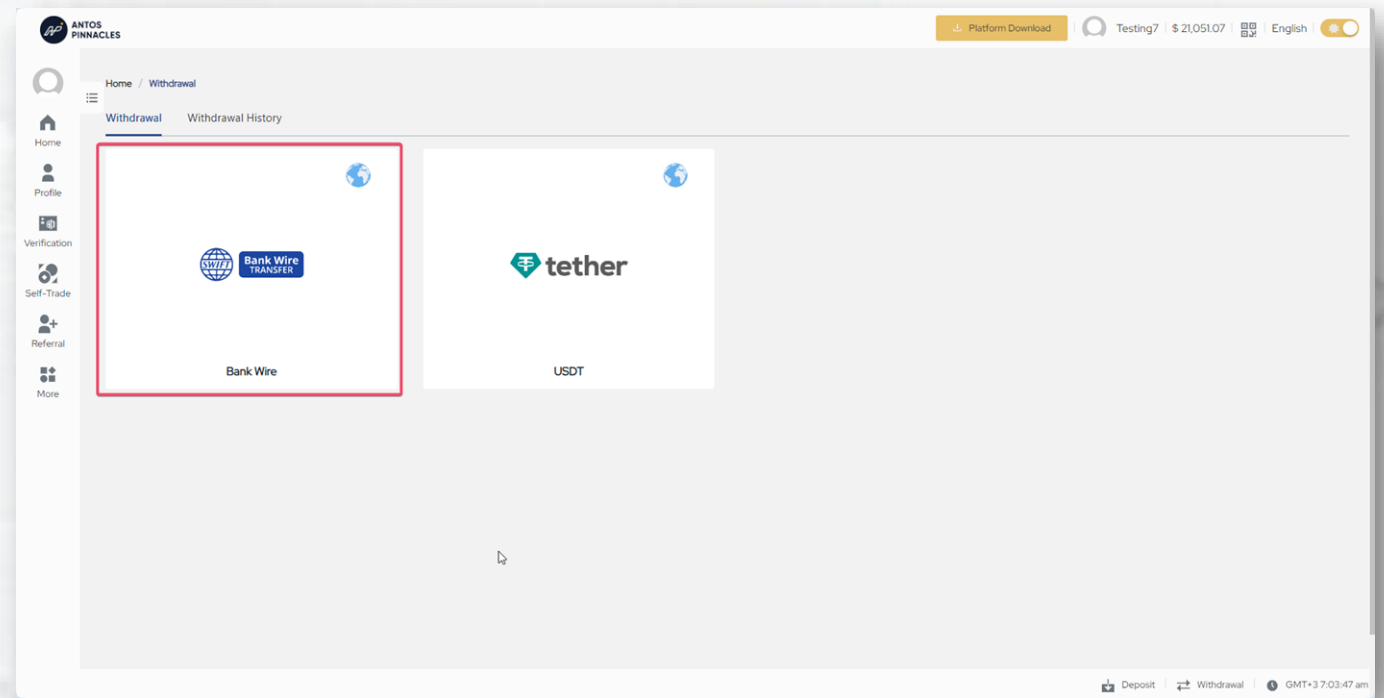 ANTOS
PINNACLES
Platform Download
Testing7
$ 21,051.07
English
Home / Withdrawal
Withdrawal
Withdrawal History
Home
Profile
Verification
Self-Trade
Referral
More
SWIFT
Bank Wire
TRANSFER
Bank Wire
tether
USDT
Deposit
Withdrawal
GMT+3 7:03:47 am